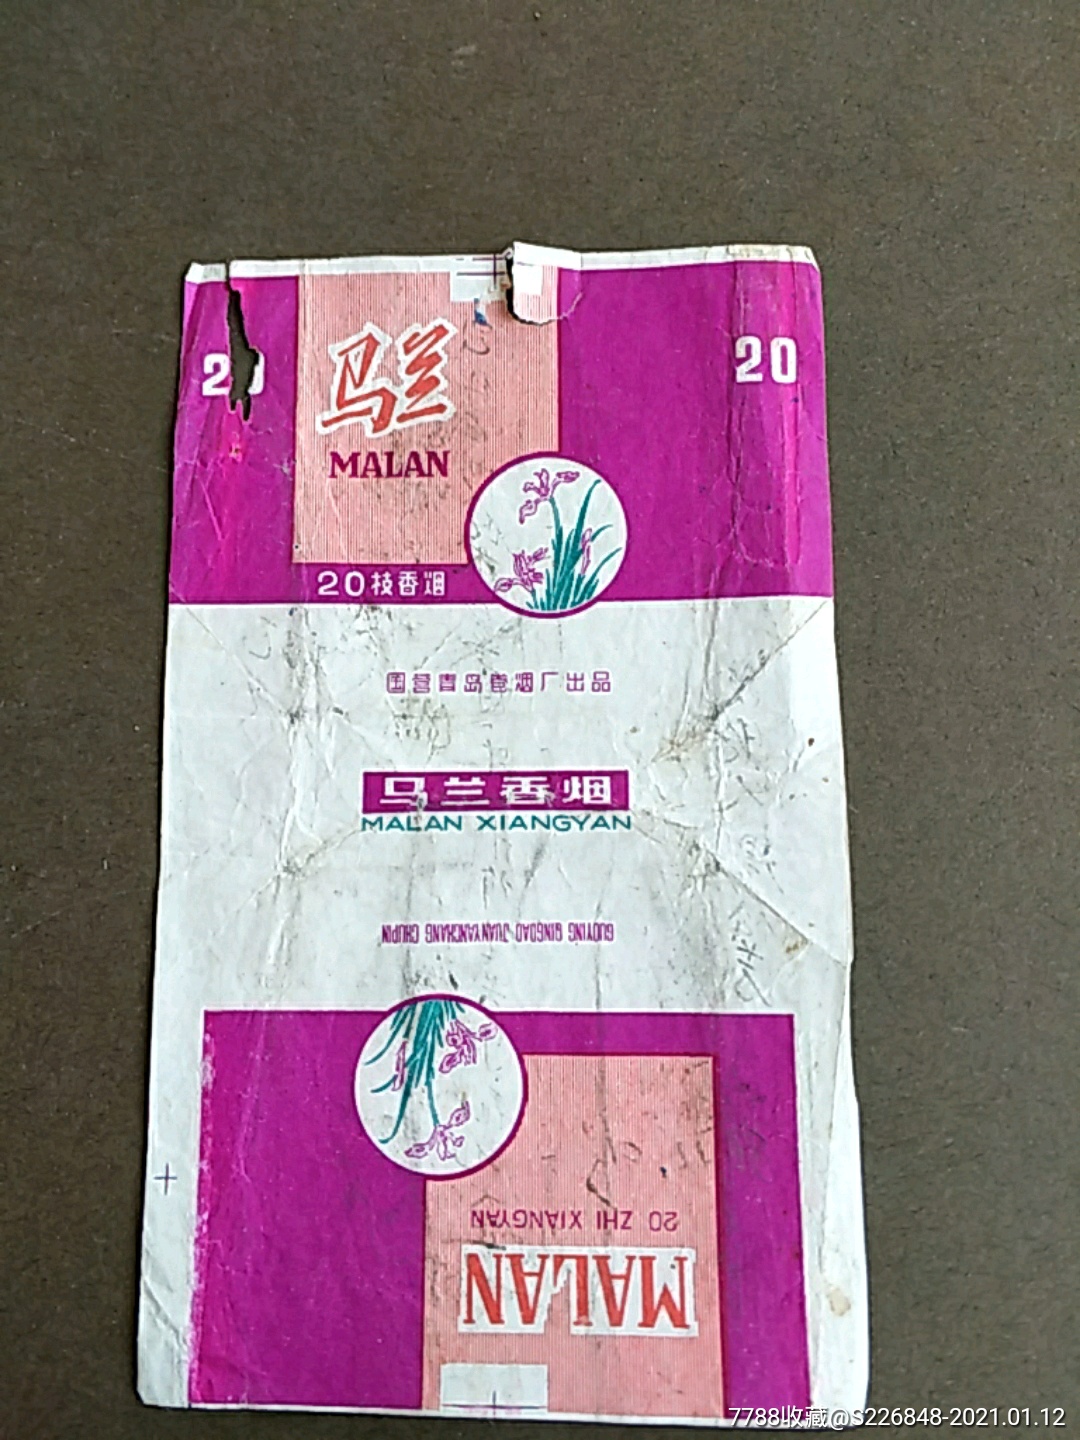 马兰
MALAN
20
20
20枝香烟
国营青岛卷烟厂出品
马兰香烟
MALAN XIANGYAN
GUOYING QINGDAO JUANYANCHANG CHUPIN
20 ZHI XIANGYAN
MALAN
7788收藏@S226848-2021.01.12